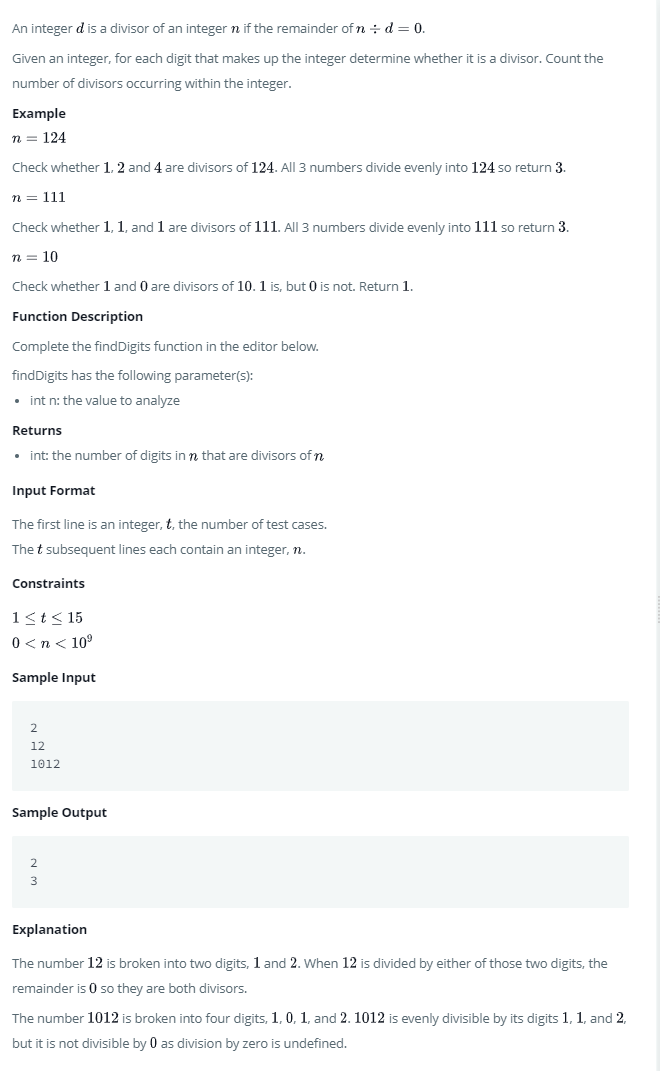 An integer d is a divisor of an integer n if the remainder of n ÷ d = 0.
Given an integer, for each digit that makes up the integer determine whether it is a divisor. Count the
number of divisors occurring within the integer.
Example
n = 124
Check whether 1, 2 and 4 are divisors of 124. All 3 numbers divide evenly into 124 so return 3.
n = 111
Check whether 1, 1, and 1 are divisors of 111. All 3 numbers divide evenly into 111 so return 3.
n = 10
Check whether 1 and 0 are divisors of 10. 1 is, but 0 is not. Return 1.
Function Description
Complete the findDigits function in the editor below.
findDigits has the following parameter(s):
• int n: the value to analyze
Returns
• int: the number of digits in n that are divisors of n
Input Format
The first line is an integer, t, the number of test cases.
The t subsequent lines each contain an integer, n.
Constraints
1 ≤ t ≤ 15
0 < n < 10⁹
Sample Input
2
12
1012
Sample Output
2
3
Explanation
The number 12 is broken into two digits, 1 and 2. When 12 is divided by either of those two digits, the
remainder is 0 so they are both divisors.
The number 1012 is broken into four digits, 1, 0, 1, and 2. 1012 is evenly divisible by its digits 1, 1, and 2,
but it is not divisible by 0 as division by zero is undefined.